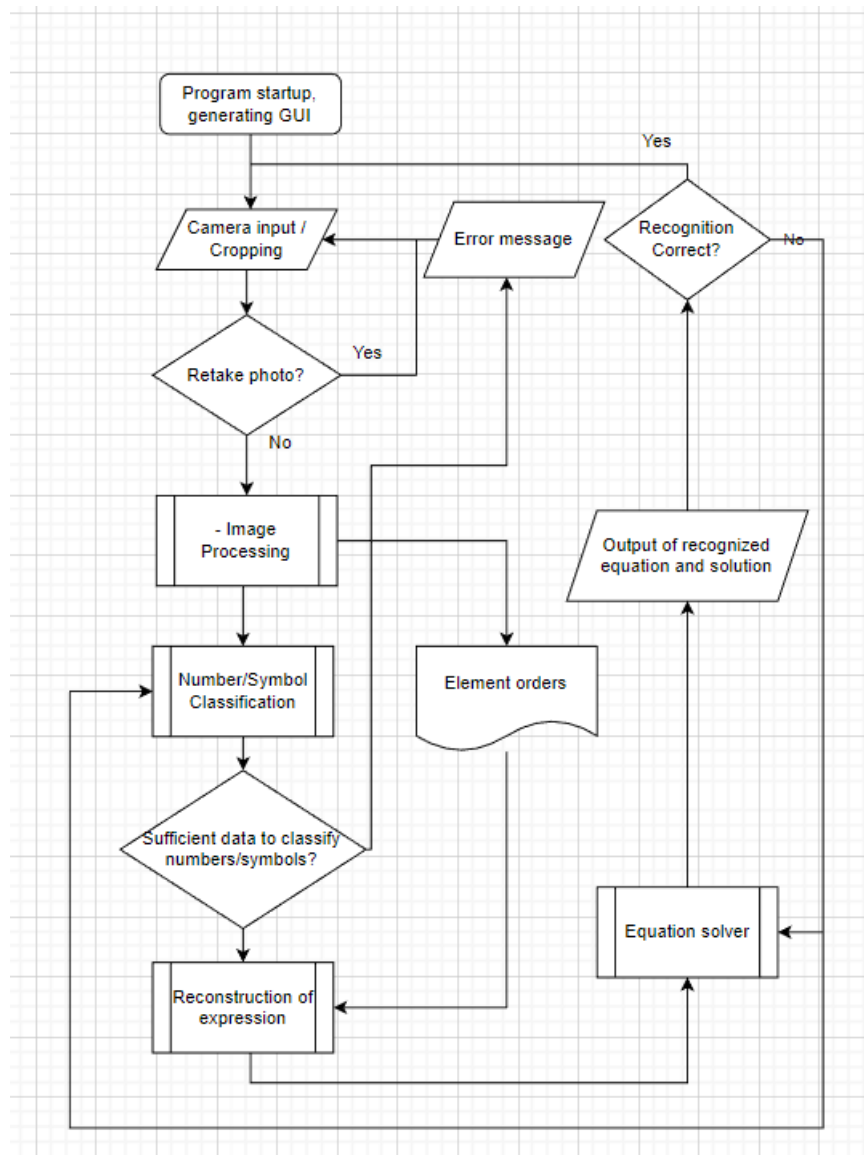 Program startup,
generating GUI
Yes
Camera input /
Cropping
Error message
Recognition
Correct?
No
Retake photo?
Yes
No
- Image
Processing
Output of recognized
equation and solution
Number/Symbol
Classification
Element orders
Sufficient data to classify
numbers/symbols?
Equation solver
Reconstruction of
expression